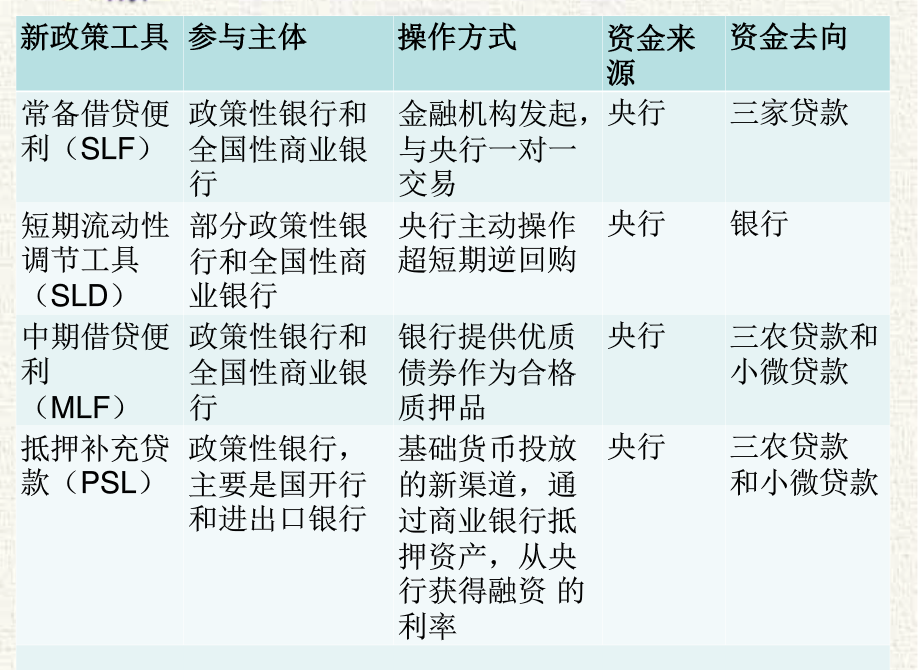 新政策工具 参与主体 操作方式 资金来源 资金去向
常备借贷便利（SLF） 政策性银行和全国性商业银行 金融机构发起，与央行一对一交易 央行 三家贷款
短期流动性调节工具（SLD） 部分政策性银行和全国性商业银行 央行主动操作超短期逆回购 央行 银行
中期借贷便利（MLF） 政策性银行和全国性商业银行 银行提供优质债券作为合格质押品 央行 三农贷款和小微贷款
抵押补充贷款（PSL） 政策性银行，主要是国开行和进出口银行 基础货币投放的新渠道，通过商业银行抵押资产，从央行获得融资 的利率 央行 三农贷款和小微贷款